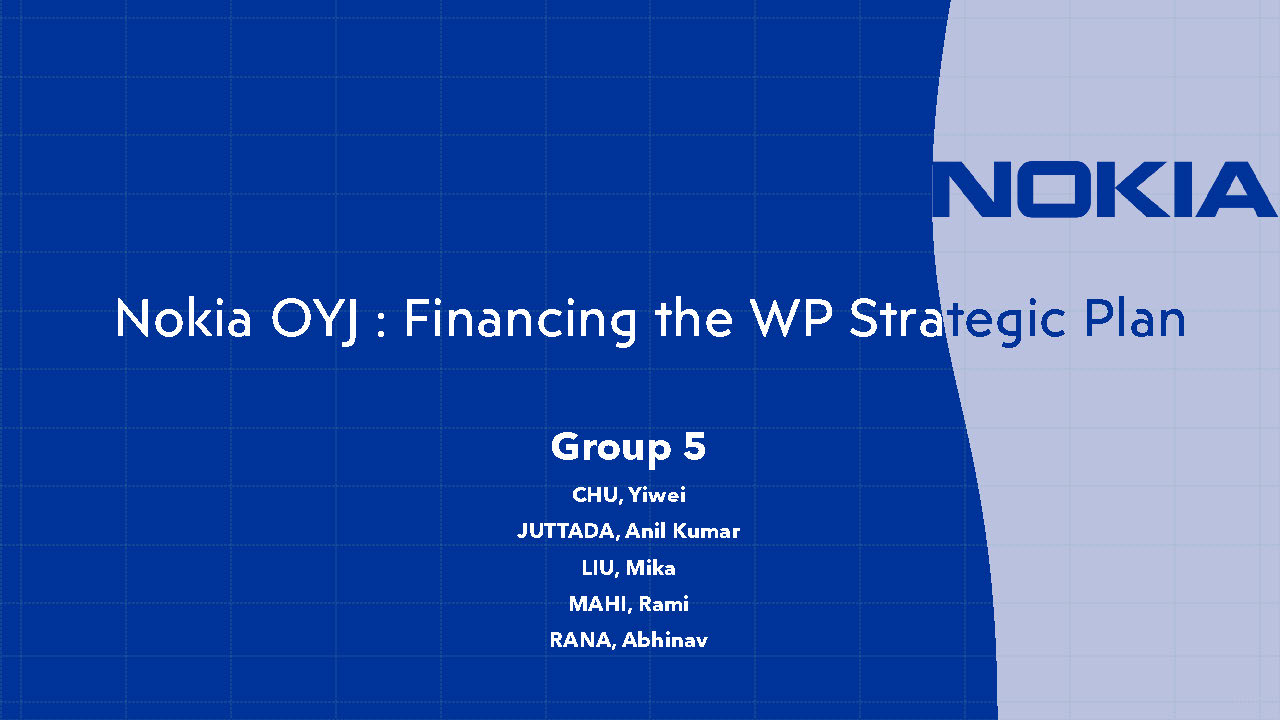 NOKIA
Nokia OYJ : Financing the WP Strategic Plan
Group 5
CHU, Yiwei
JUTTADA, Anil Kumar
LIU, Mika
MAHI, Rami
RANA, Abhinav